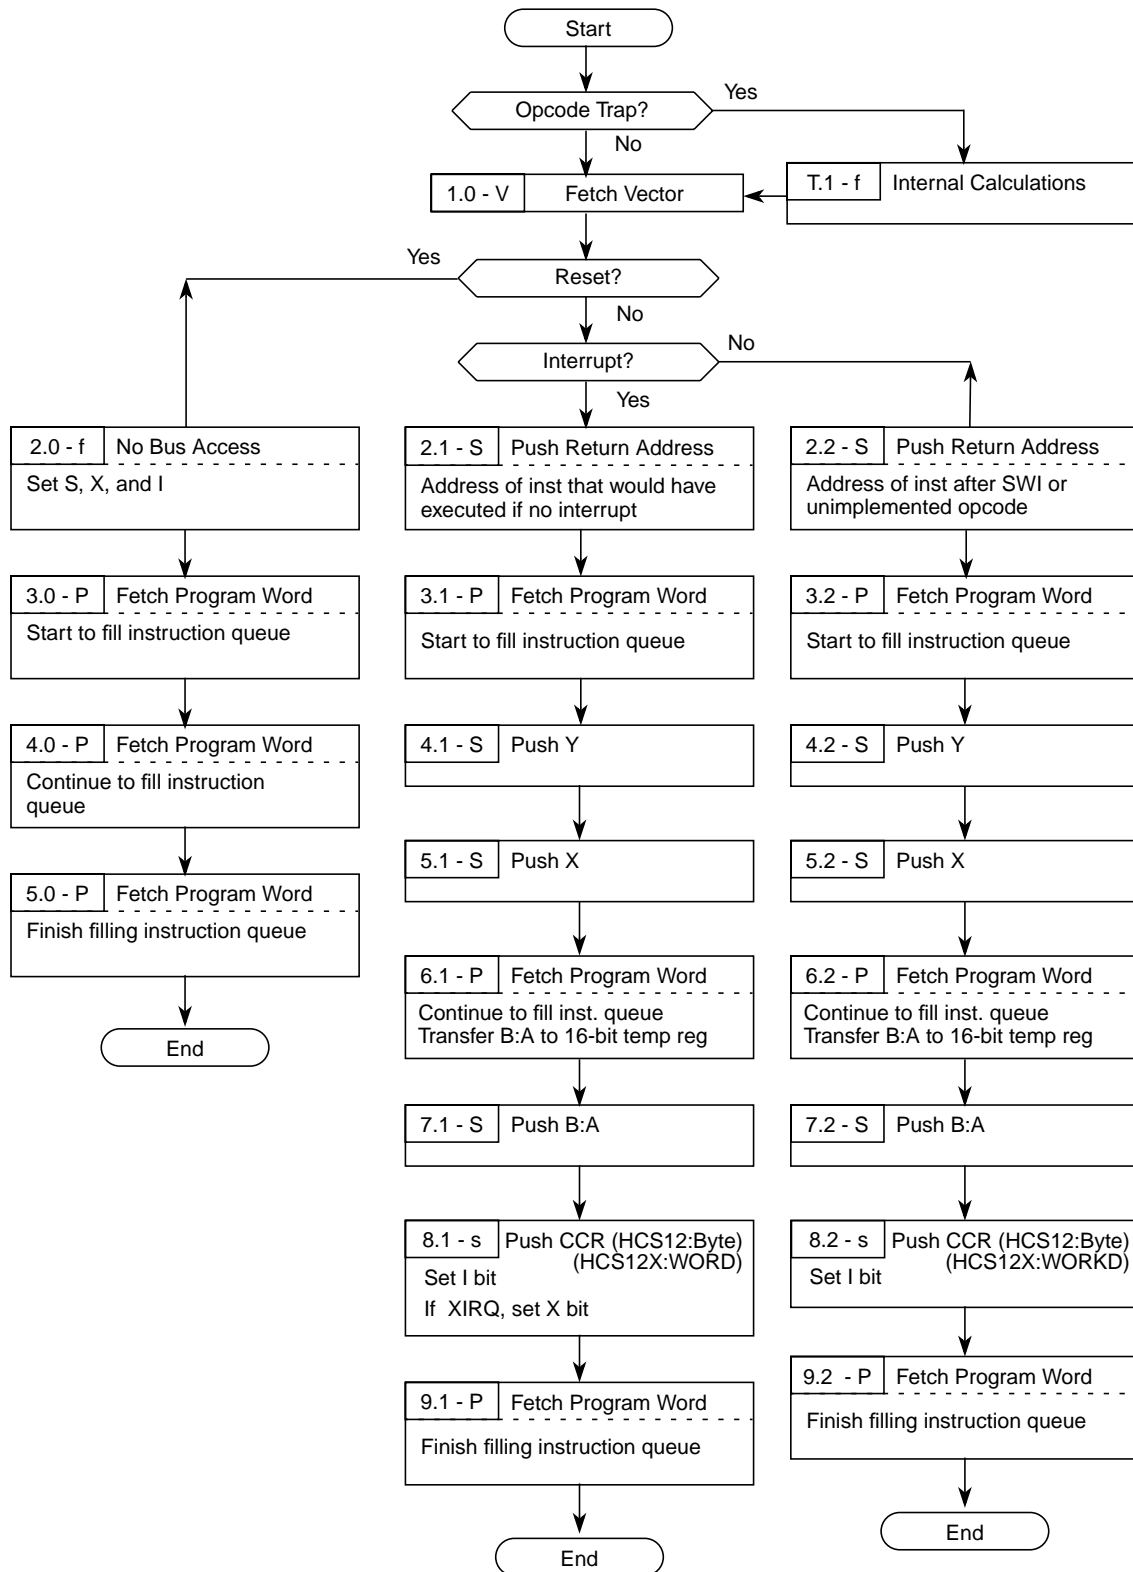 Start
Opcode Trap?
Yes
No
T.1 - f Internal Calculations
1.0 - V Fetch Vector
Yes
Reset?
No
Interrupt?
No
Yes
2.0 - f No Bus Access
Set S, X, and I
3.0 - P Fetch Program Word
Start to fill instruction queue
4.0 - P Fetch Program Word
Continue to fill instruction
queue
5.0 - P Fetch Program Word
Finish filling instruction queue
End
2.1 - S Push Return Address
Address of inst that would have
executed if no interrupt
3.1 - P Fetch Program Word
Start to fill instruction queue
4.1 - S Push Y
5.1 - S Push X
6.1 - P Fetch Program Word
Continue to fill inst. queue
Transfer B:A to 16-bit temp reg
7.1 - S Push B:A
8.1 - s Push CCR (HCS12:Byte)
(HCS12X:WORD)
Set I bit
If XIRQ, set X bit
9.1 - P Fetch Program Word
Finish filling instruction queue
End
2.2 - S Push Return Address
Address of inst after SWI or
unimplemented opcode
3.2 - P Fetch Program Word
Start to fill instruction queue
4.2 - S Push Y
5.2 - S Push X
6.2 - P Fetch Program Word
Continue to fill inst. queue
Transfer B:A to 16-bit temp reg
7.2 - S Push B:A
8.2 - s Push CCR (HCS12:Byte)
(HCS12X:WORKD)
Set I bit
9.2 - P Fetch Program Word
Finish filling instruction queue
End